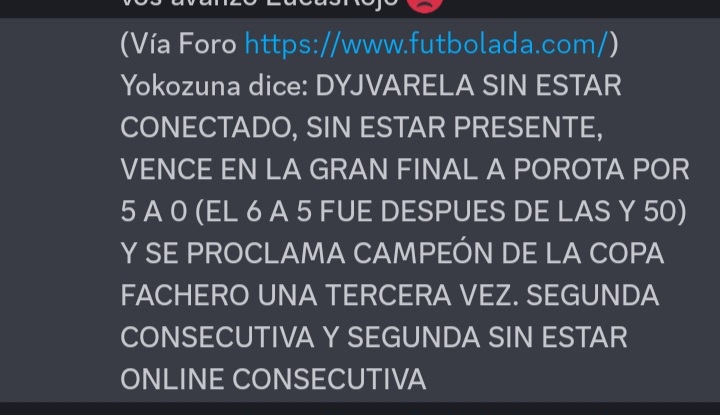 vos avanzo LucasRojo
(Vía Foro https://www.futbolada.com/)
Yokozuna dice: DYJVARELA SIN ESTAR
CONECTADO, SIN ESTAR PRESENTE,
VENCE EN LA GRAN FINAL A POROTA POR
5 A 0 (EL 6 A 5 FUE DESPUES DE LAS Y 50)
Y SE PROCLAMA CAMPEÓN DE LA COPA
FACHERO UNA TERCERA VEZ. SEGUNDA
CONSECUTIVA Y SEGUNDA SIN ESTAR
ONLINE CONSECUTIVA